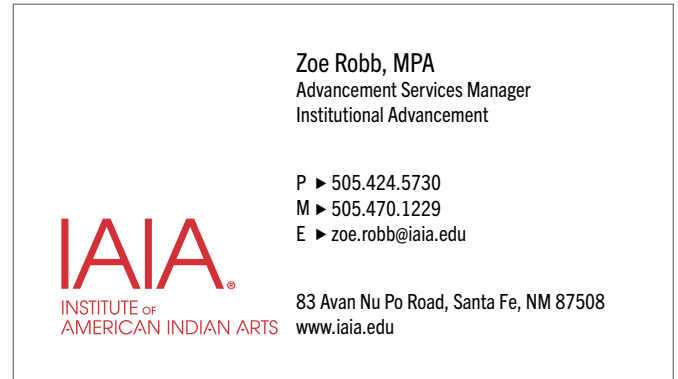 Zoe Robb, MPA
Advancement Services Manager
Institutional Advancement
P ▶ 505.424.5730
M ▶ 505.470.1229
E ▶ zoe.robb@iaia.edu
IAIA®
INSTITUTE OF
AMERICAN INDIAN ARTS
83 Avan Nu Po Road, Santa Fe, NM 87508
www.iaia.edu